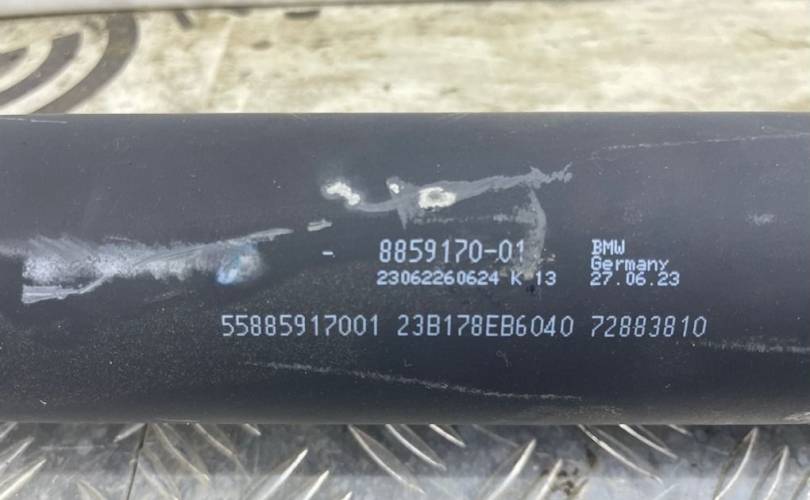 - 8859170-01 BMW
Germany
23062260624 K 13 27.06.23
55885917001 23B178EB6040 72883810